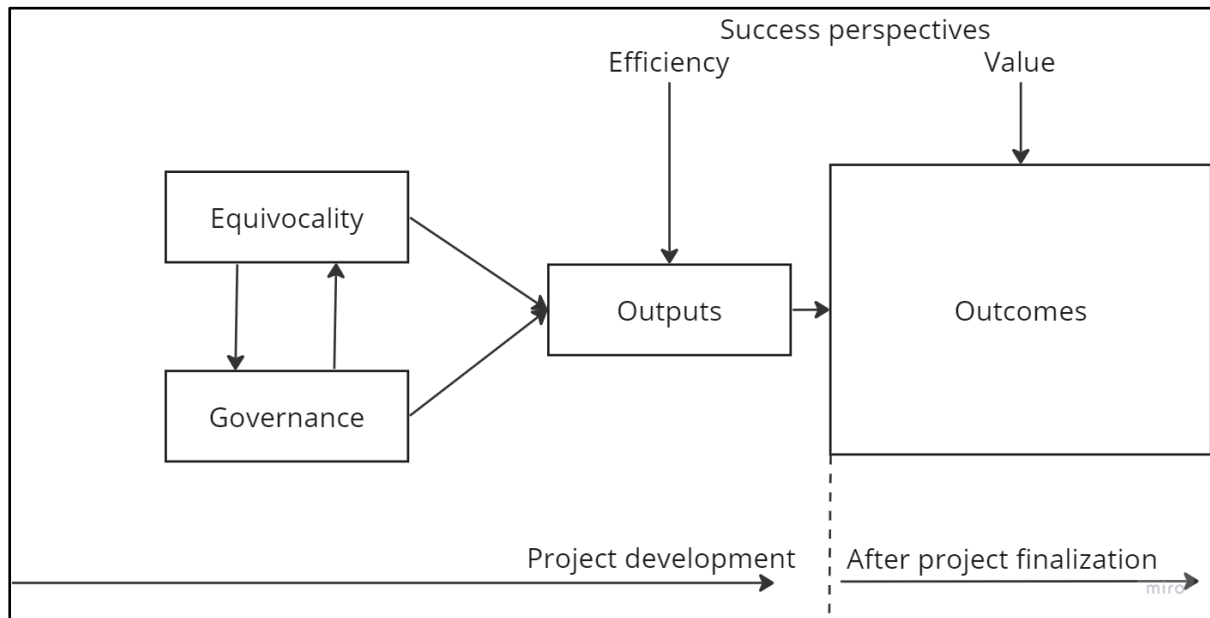 Success perspectives
Efficiency
Value
Equivocality
Governance
Outputs
Outcomes
Project development
After project finalization
miro